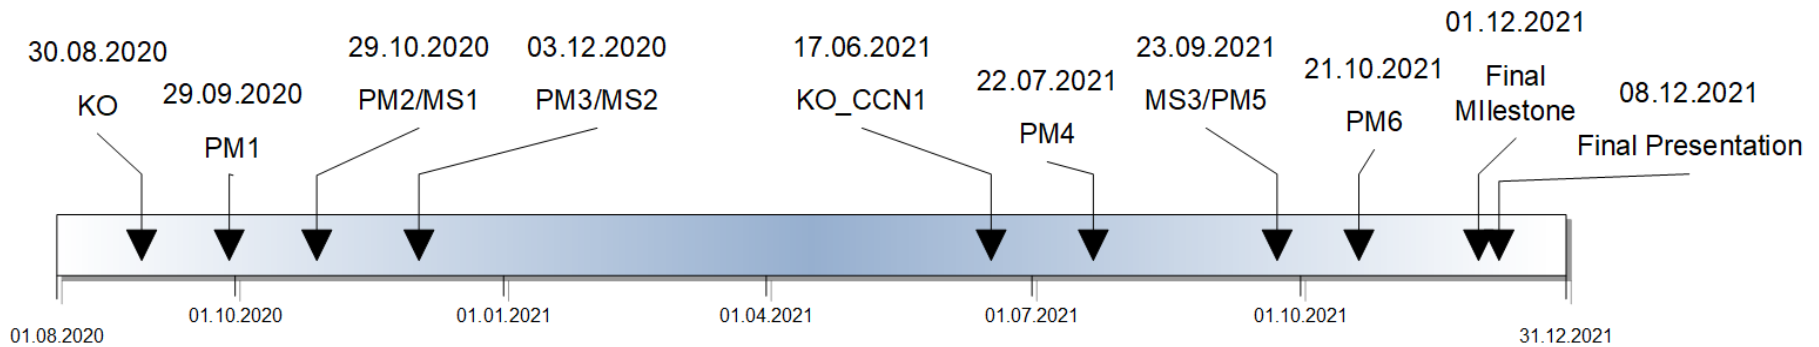 30.08.2020
KO
29.09.2020
PM1
29.10.2020
PM2/MS1
03.12.2020
PM3/MS2
17.06.2021
KO_CCN1
22.07.2021
PM4
23.09.2021
MS3/PM5
21.10.2021
PM6
01.12.2021
Final
MIlestone
08.12.2021
Final Presentation
01.08.2020
01.10.2020
01.01.2021
01.04.2021
01.07.2021
01.10.2021
31.12.2021